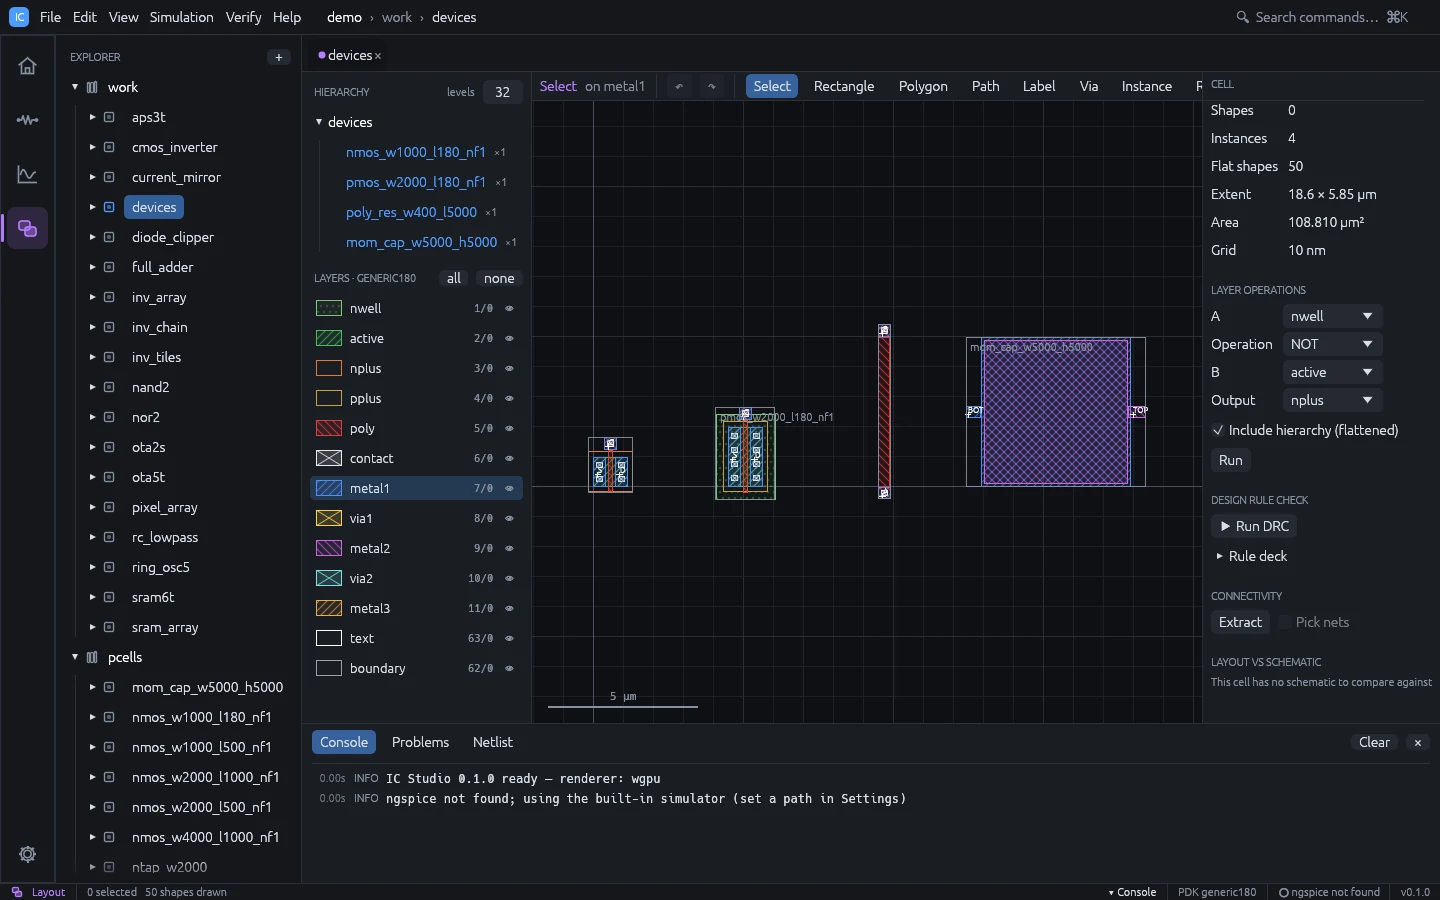 IC File Edit View Simulation Verify Help demo › work › devices Search commands... ⌘K
EXPLORER +
work
aps3t
cmos_inverter
current_mirror
devices
diode_clipper
full_adder
inv_array
inv_chain
inv_tiles
nand2
nor2
ota2s
ota5t
pixel_array
rc_lowpass
ring_osc5
sram6t
sram_array
pcells
mom_cap_w5000_h5000
nmos_w1000_l180_nf1
nmos_w1000_l500_nf1
nmos_w2000_l1000_nf1
nmos_w2000_l500_nf1
nmos_w4000_l1000_nf1
ntap_w2000
devices ×
HIERARCHY levels 32
devices
nmos_w1000_l180_nf1 ×1
pmos_w2000_l180_nf1 ×1
poly_res_w400_l5000 ×1
mom_cap_w5000_h5000 ×1
LAYERS · GENERIC180 all none
nwell 1/0
active 2/0
nplus 3/0
pplus 4/0
poly 5/0
contact 6/0
metal1 7/0
via1 8/0
metal2 9/0
via2 10/0
metal3 11/0
text 63/0
boundary 62/0
Select on metal1 Select Rectangle Polygon Path Label Via Instance R
mom_cap_w5000_h5000
BOT TOP
pmos_w2000_l180_nf1
5 µm
CELL
Shapes 0
Instances 4
Flat shapes 50
Extent 18.6 × 5.85 µm
Area 108.810 µm²
Grid 10 nm
LAYER OPERATIONS
A nwell
Operation NOT
B active
Output nplus
Include hierarchy (flattened)
Run
DESIGN RULE CHECK
Run DRC
Rule deck
CONNECTIVITY
Extract Pick nets
LAYOUT VS SCHEMATIC
This cell has no schematic to compare against
Console Problems Netlist Clear ×
0.00s INFO IC Studio 0.1.0 ready — renderer: wgpu
0.00s INFO ngspice not found; using the built-in simulator (set a path in Settings)
Layout 0 selected 50 shapes drawn Console PDK generic180 ngspice not found v0.1.0